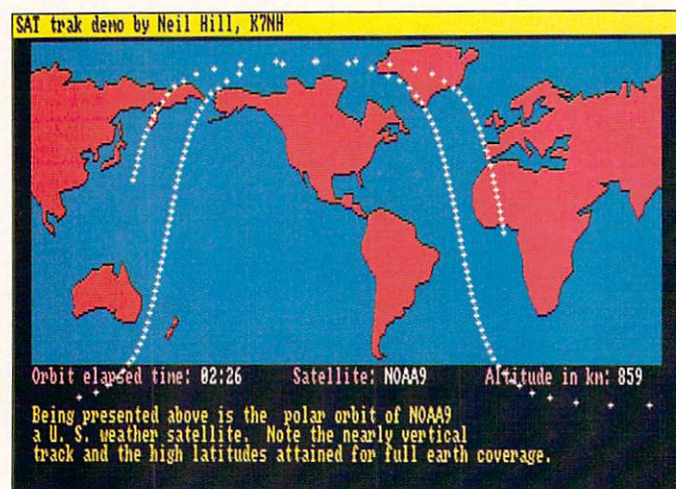 SAT trak demo by Neil Hill, K7NH
Orbit elapsed time: 02:26 Satellite: NOAA9 Altitude in km: 859
Being presented above is the polar orbit of NOAA9
a U. S. weather satellite. Note the nearly vertical
track and the high latitudes attained for full earth coverage.